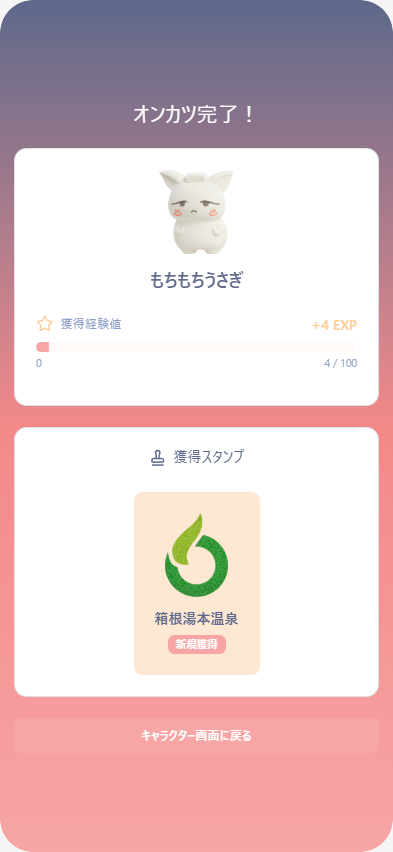 オンカツ完了！
もちもちうさぎ
獲得経験値
+4 EXP
0
4 / 100
獲得スタンプ
箱根湯本温泉
新規獲得
キャラクター画面に戻る